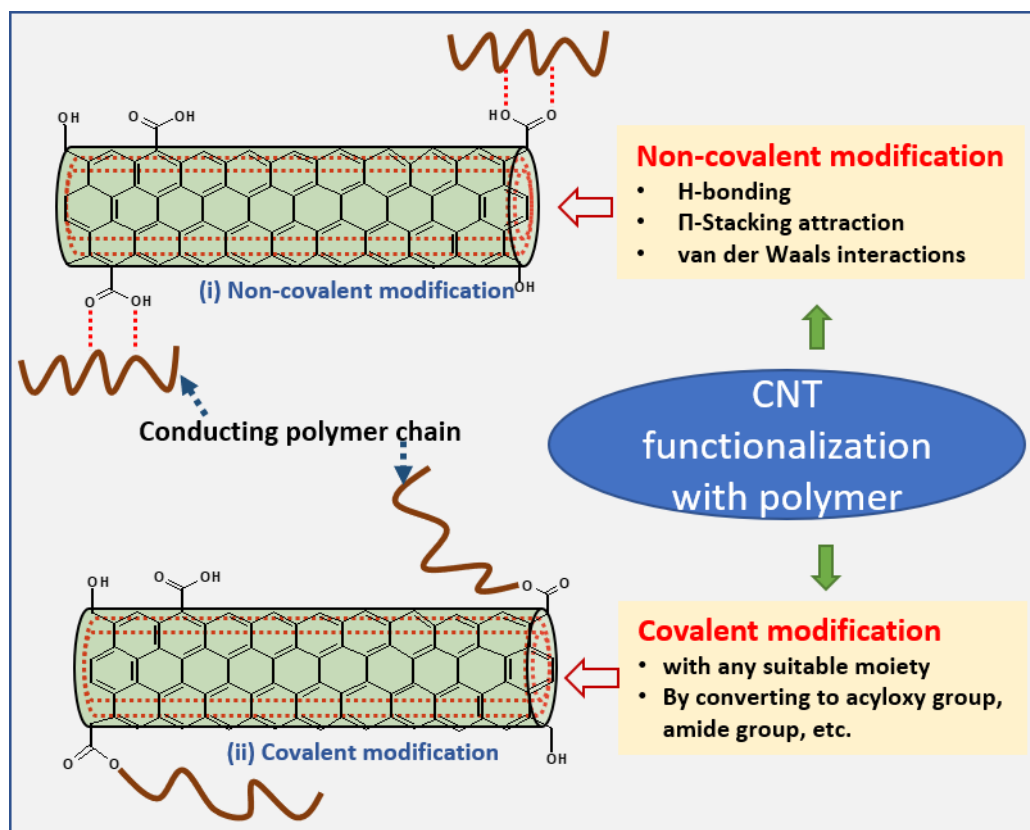 HO
O
OH
O
OH
Non-covalent modification
• H-bonding
• Π-Stacking attraction
• van der Waals interactions
(i) Non-covalent modification
OH
O
OH
Conducting polymer chain
CNT
functionalization
with polymer
OH
O
OH
O
O
Covalent modification
• with any suitable moiety
• By converting to acyloxy group,
amide group, etc.
(ii) Covalent modification
O
O
OH